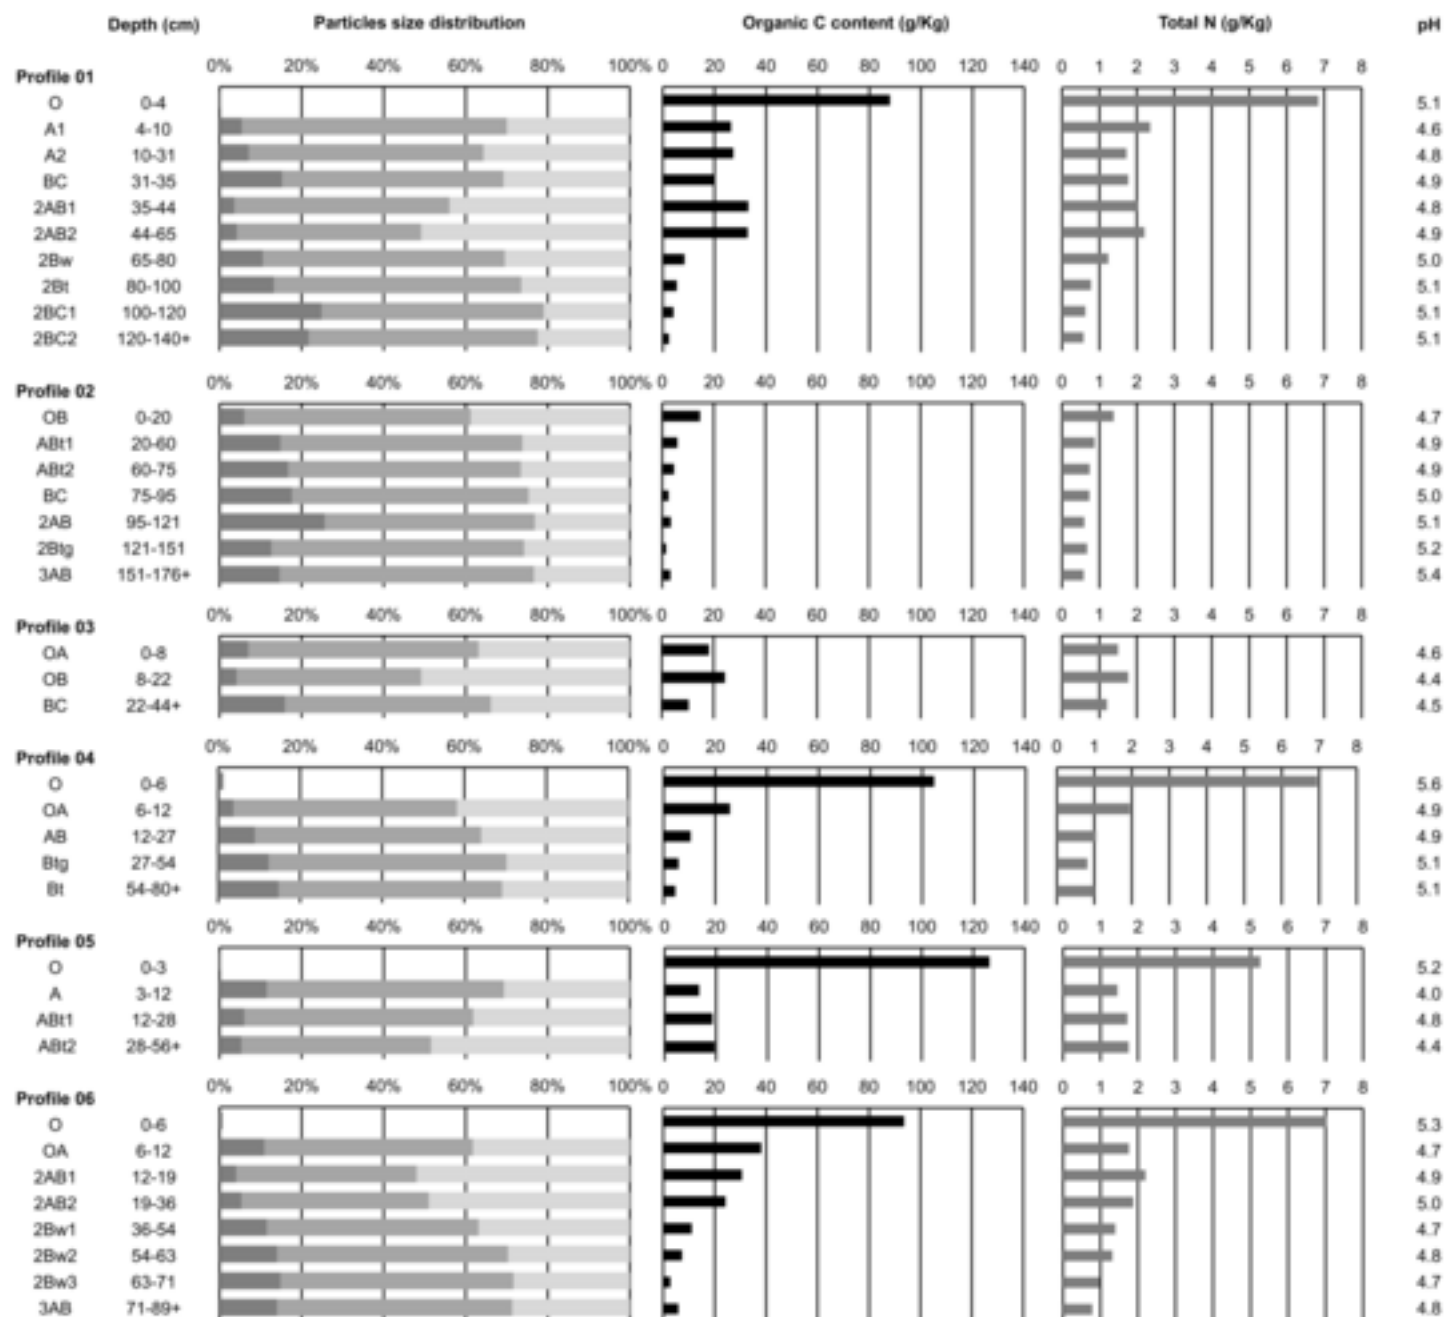 Depth (cm) Particles size distribution Organic C content (g/Kg) Total N (g/Kg) pH
Profile 01 0% 20% 40% 60% 80% 100% 0 20 40 60 80 100 120 140 0 1 2 3 4 5 6 7 8
O 0-4 5.1
A1 4-10 4.6
A2 10-31 4.8
BC 31-35 4.9
2AB1 35-44 4.8
2AB2 44-65 4.9
2Bw 65-80 5.0
2Bt 80-100 5.1
2BC1 100-120 5.1
2BC2 120-140+ 5.1
Profile 02 0% 20% 40% 60% 80% 100% 0 20 40 60 80 100 120 140 0 1 2 3 4 5 6 7 8
OB 0-20 4.7
ABt1 20-60 4.9
ABt2 60-75 4.9
BC 75-95 5.0
2AB 95-121 5.1
2Btg 121-151 5.2
3AB 151-176+ 5.4
Profile 03 0% 20% 40% 60% 80% 100% 0 20 40 60 80 100 120 140 0 1 2 3 4 5 6 7 8
OA 0-8 4.6
OB 8-22 4.4
BC 22-44+ 4.5
Profile 04 0% 20% 40% 60% 80% 100% 0 20 40 60 80 100 120 140 0 1 2 3 4 5 6 7 8
O 0-6 5.6
OA 6-12 4.9
AB 12-27 4.9
Btg 27-54 5.1
Bt 54-80+ 5.1
Profile 05 0% 20% 40% 60% 80% 100% 0 20 40 60 80 100 120 140 0 1 2 3 4 5 6 7 8
O 0-3 5.2
A 3-12 4.0
ABt1 12-28 4.8
ABt2 28-56+ 4.4
Profile 06 0% 20% 40% 60% 80% 100% 0 20 40 60 80 100 120 140 0 1 2 3 4 5 6 7 8
O 0-6 5.3
OA 6-12 4.7
2AB1 12-19 4.9
2AB2 19-36 5.0
2Bw1 36-54 4.7
2Bw2 54-63 4.8
2Bw3 63-71 4.7
3AB 71-89+ 4.8